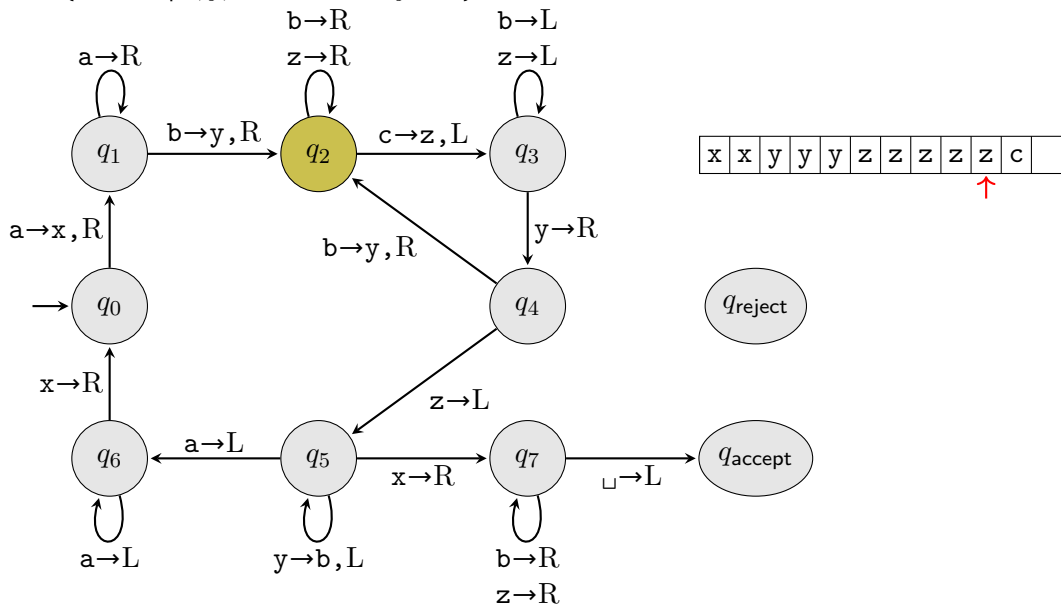 b→R b→L
a→R z→R z→L
b→y,R c→z,L
q1 q2 q3 x x y y y z z z z z c
↑
a→x,R b→y,R y→R
q0 q4 qreject
x→R z→L
a→L
q6 q5 q7 qaccept
x→R ␣→L
a→L y→b,L b→R
z→R